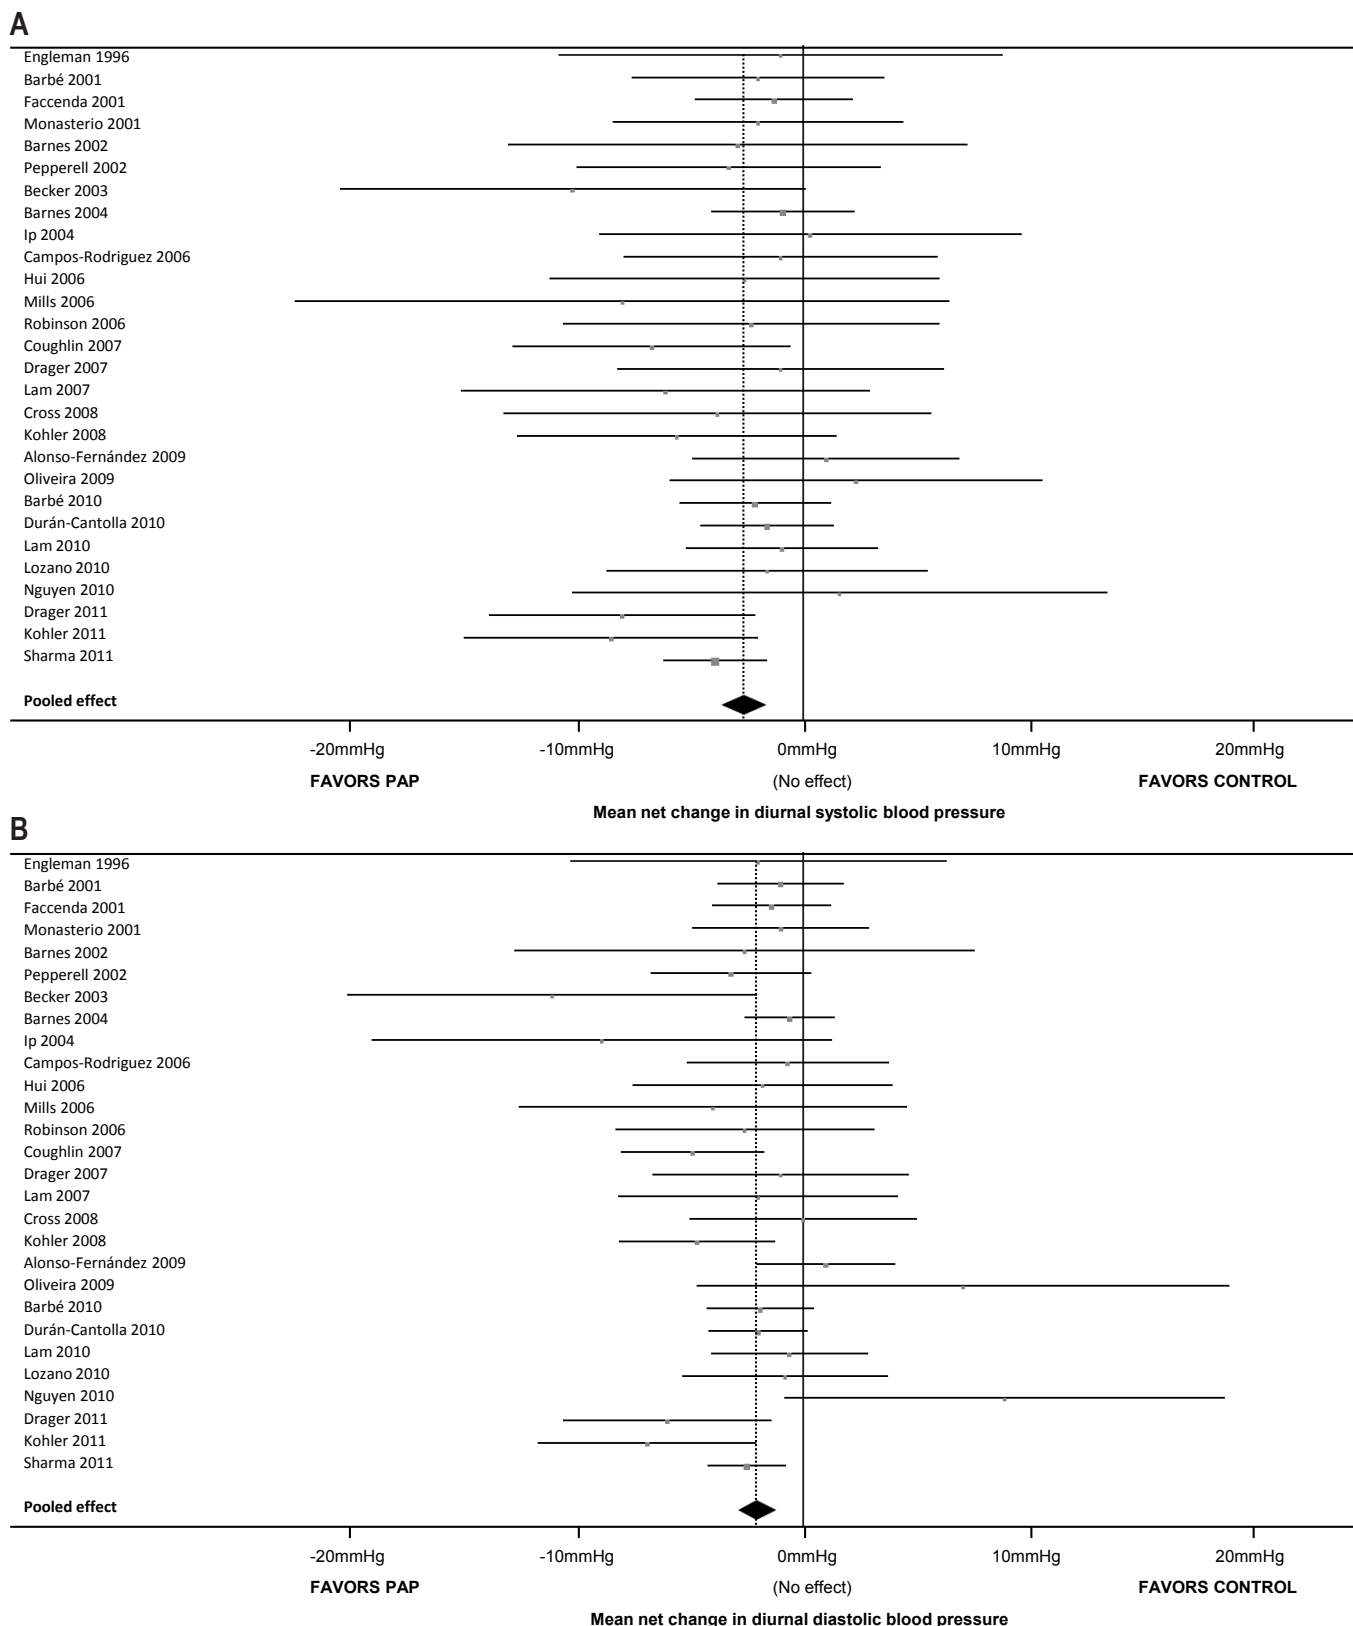 A
Engleman 1996
Barbé 2001
Faccenda 2001
Monasterio 2001
Barnes 2002
Pepperell 2002
Becker 2003
Barnes 2004
Ip 2004
Campos-Rodriguez 2006
Hui 2006
Mills 2006
Robinson 2006
Coughlin 2007
Drager 2007
Lam 2007
Cross 2008
Kohler 2008
Alonso-Fernández 2009
Oliveira 2009
Barbé 2010
Durán-Cantolla 2010
Lam 2010
Lozano 2010
Nguyen 2010
Drager 2011
Kohler 2011
Sharma 2011
Pooled effect
-20mmHg -10mmHg 0mmHg 10mmHg 20mmHg
FAVORS PAP (No effect) FAVORS CONTROL
Mean net change in diurnal systolic blood pressure
B
Engleman 1996
Barbé 2001
Faccenda 2001
Monasterio 2001
Barnes 2002
Pepperell 2002
Becker 2003
Barnes 2004
Ip 2004
Campos-Rodriguez 2006
Hui 2006
Mills 2006
Robinson 2006
Coughlin 2007
Drager 2007
Lam 2007
Cross 2008
Kohler 2008
Alonso-Fernández 2009
Oliveira 2009
Barbé 2010
Durán-Cantolla 2010
Lam 2010
Lozano 2010
Nguyen 2010
Drager 2011
Kohler 2011
Sharma 2011
Pooled effect
-20mmHg -10mmHg 0mmHg 10mmHg 20mmHg
FAVORS PAP (No effect) FAVORS CONTROL
Mean net change in diurnal diastolic blood pressure